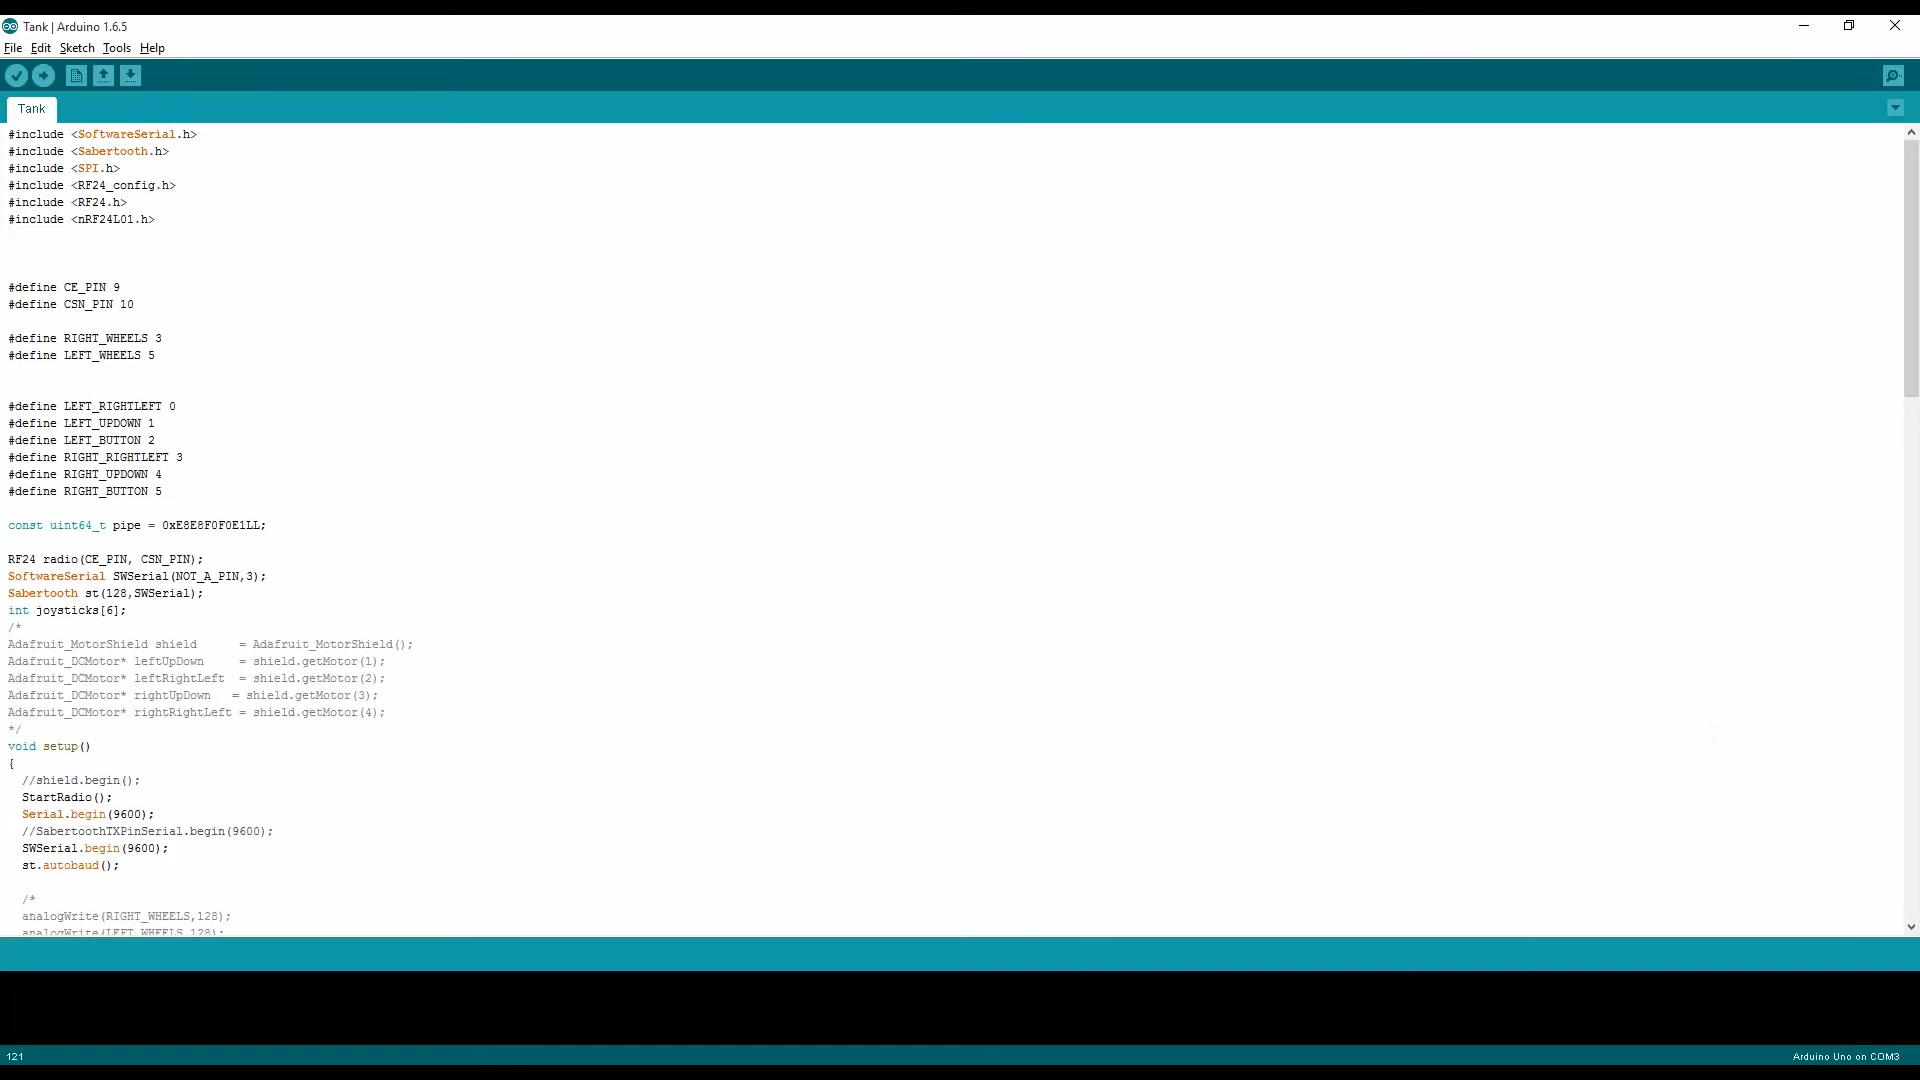 Tank | Arduino 1.6.5
File Edit Sketch Tools Help
Tank
#include <SoftwareSerial.h>
#include <Sabertooth.h>
#include <SPI.h>
#include <RF24_config.h>
#include <RF24.h>
#include <nRF24L01.h>
#define CE_PIN 9
#define CSN_PIN 10
#define RIGHT_WHEELS 3
#define LEFT_WHEELS 5
#define LEFT_RIGHTLEFT 0
#define LEFT_UPDOWN 1
#define LEFT_BUTTON 2
#define RIGHT_RIGHTLEFT 3
#define RIGHT_UPDOWN 4
#define RIGHT_BUTTON 5
const uint64_t pipe = 0xE8E8F0F0E1LL;
RF24 radio(CE_PIN, CSN_PIN);
SoftwareSerial SWSerial(NOT_A_PIN,3);
Sabertooth st(128,SWSerial);
int joysticks[6];
/*
Adafruit_MotorShield shield      = Adafruit_MotorShield();
Adafruit_DCMotor* leftUpDown     = shield.getMotor(1);
Adafruit_DCMotor* leftRightLeft  = shield.getMotor(2);
Adafruit_DCMotor* rightUpDown   = shield.getMotor(3);
Adafruit_DCMotor* rightRightLeft = shield.getMotor(4);
*/
void setup()
{
  //shield.begin();
  StartRadio();
  Serial.begin(9600);
  //SabertoothTXPinSerial.begin(9600);
  SWSerial.begin(9600);
  st.autobaud();
  /*
  analogWrite(RIGHT_WHEELS,128);
  analogWrite(LEFT_WHEELS,128);
121
Arduino Uno on COM3